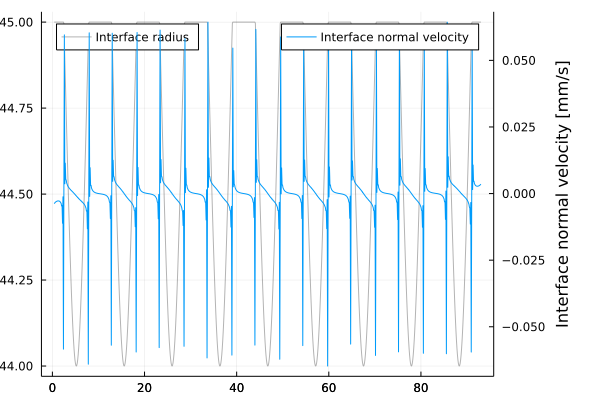 45.00
44.75
44.50
44.25
44.00
Interface radius
Interface normal velocity
0.050
0.025
0.000
−0.025
−0.050
Interface normal velocity [mm/s]
0 20 40 60 80